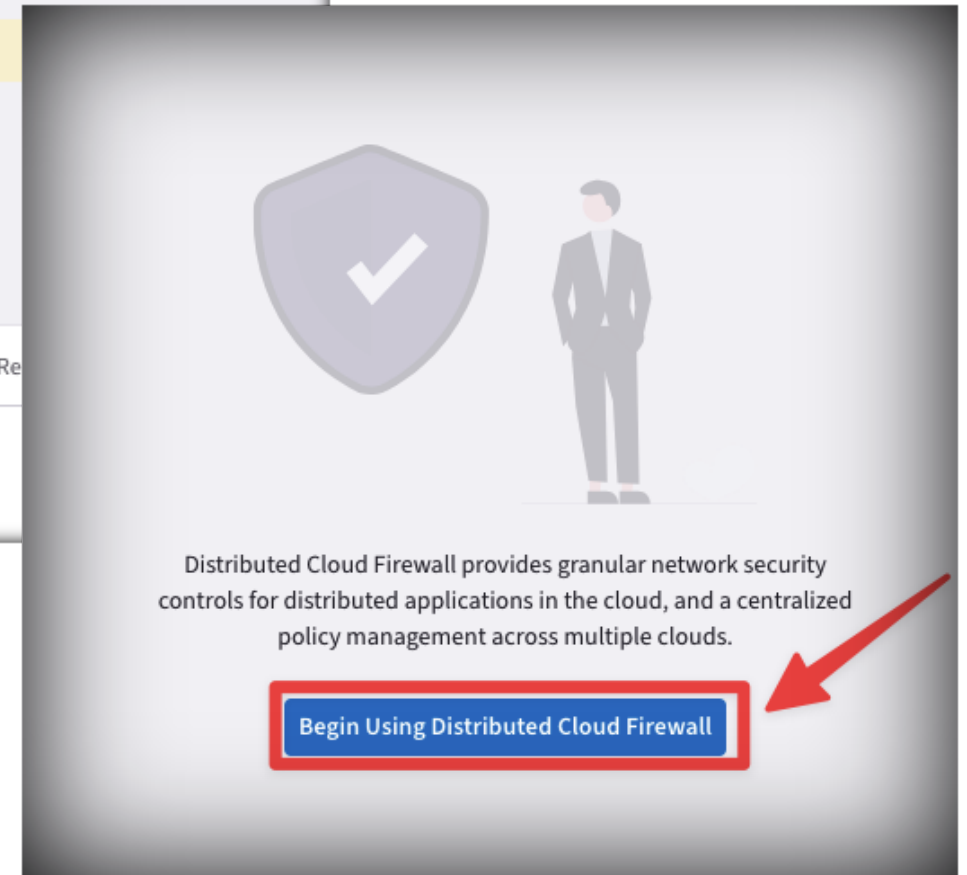 Re
Distributed Cloud Firewall provides granular network security
controls for distributed applications in the cloud, and a centralized
policy management across multiple clouds.
Begin Using Distributed Cloud Firewall